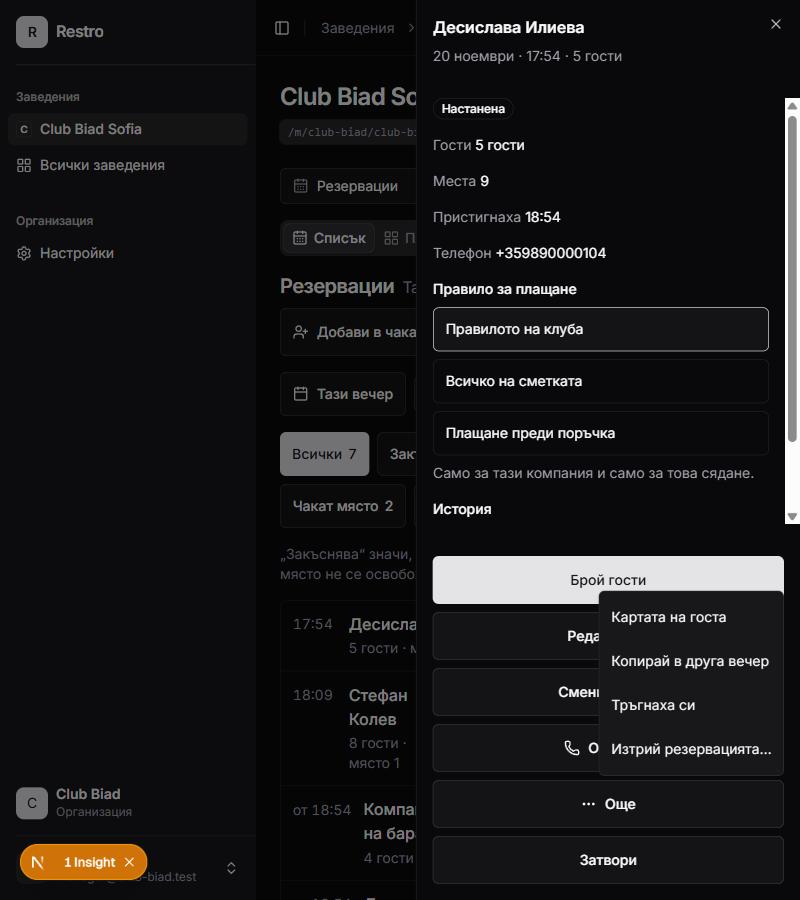 R Restro
Заведения
C Club Biad Sofia
Всички заведения
Организация
Настройки
C Club Biad
Организация
N 1 Insight
-biad.test
Заведения
Club Biad So
/m/club-biad/club-bi
Резервации
Списък
П
Резервации Та
Добави в чака
Тази вечер
Всички 7
Зак
Чакат място 2
„Закъснява“ значи,
място не се освобо
17:54 Десисла
5 гости · м
18:09 Стефан
Колев
8 гости ·
място 1
от 18:54 Компа
на бар
4 гости
Десислава Илиева
20 ноември · 17:54 · 5 гости
Настанена
Гости 5 гости
Места 9
Пристигнаха 18:54
Телефон +359890000104
Правило за плащане
Правилото на клуба
Всичко на сметката
Плащане преди поръчка
Само за тази компания и само за това сядане.
История
Брой гости
Реда
Смен
О
Картата на госта
Копирай в друга вечер
Тръгнаха си
Изтрий резервацията...
Още
Затвори